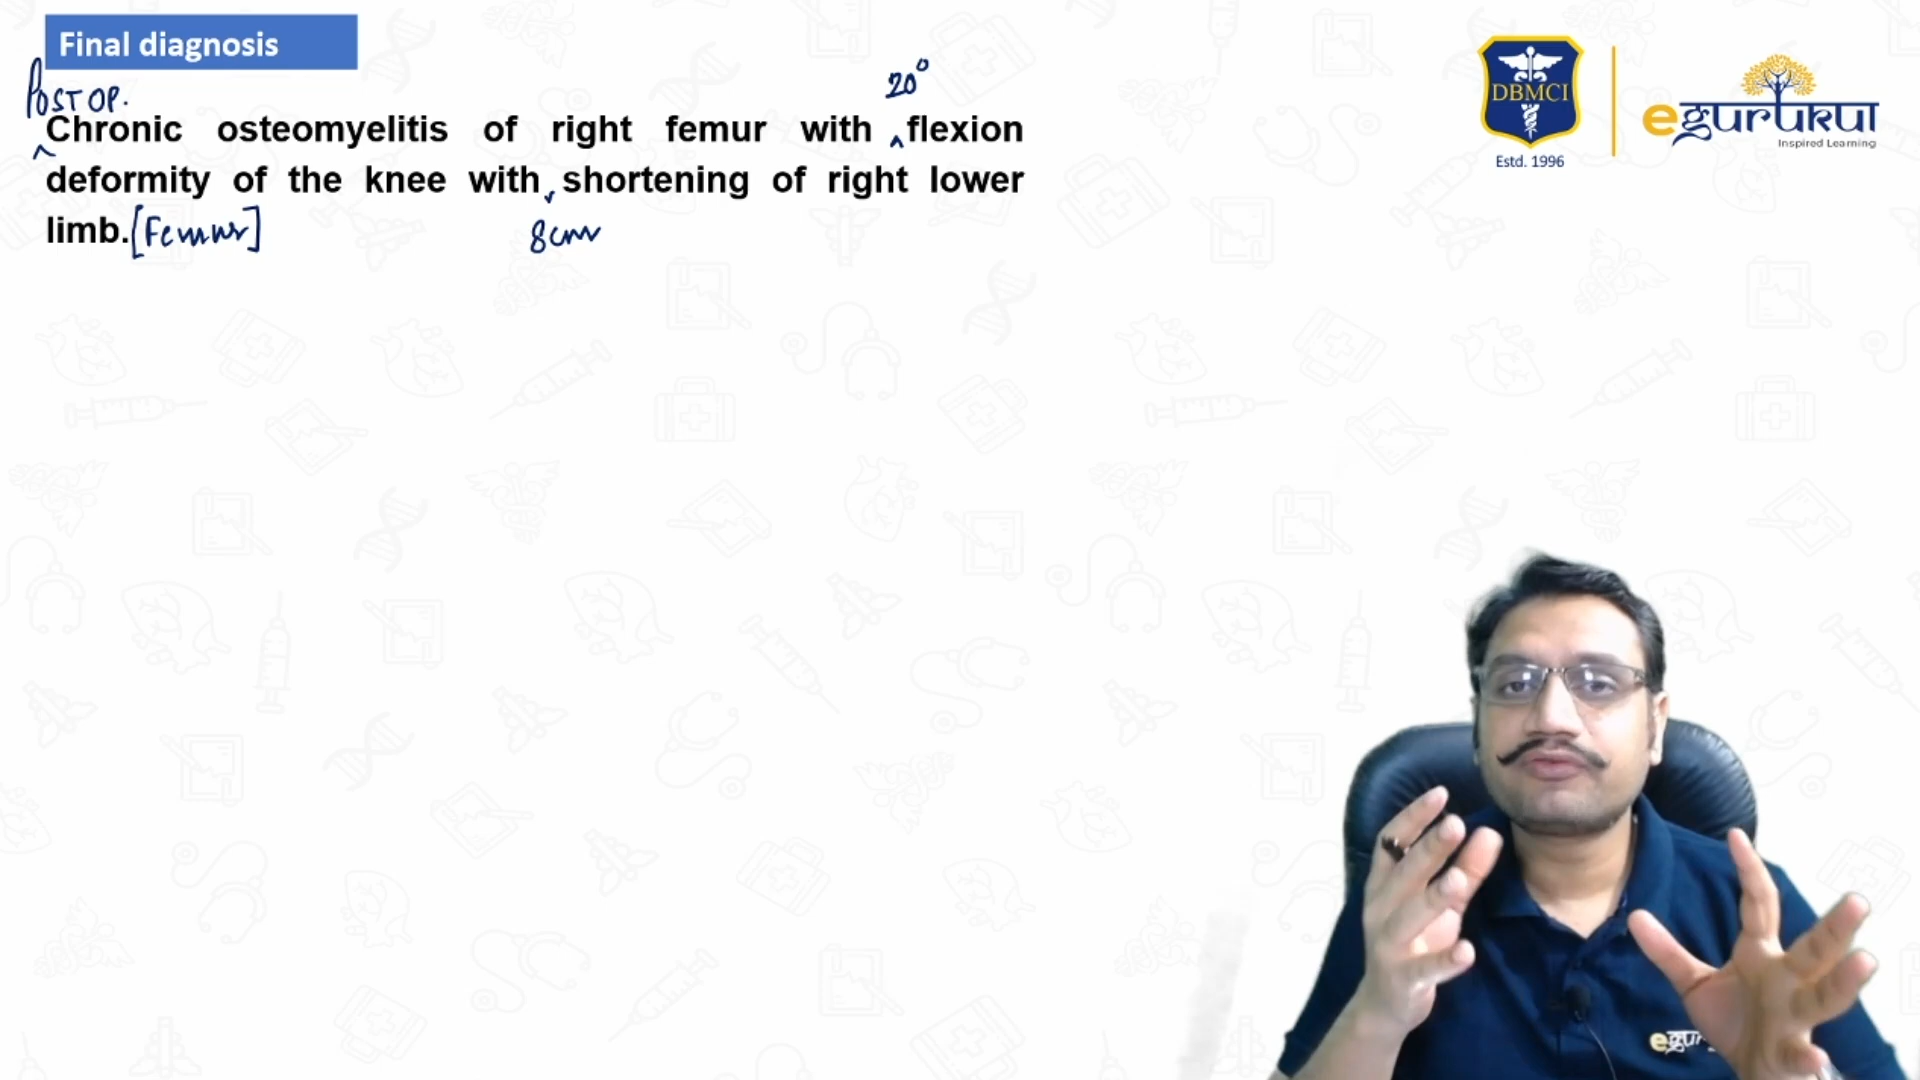 Final diagnosis
POST OP.
20°
Chronic osteomyelitis of right femur with ^ flexion
deformity of the knee with shortening of right lower
limb. [Femur]
8cm
DBMCI
Estd. 1996
egurukul
Inspired Learning
egur